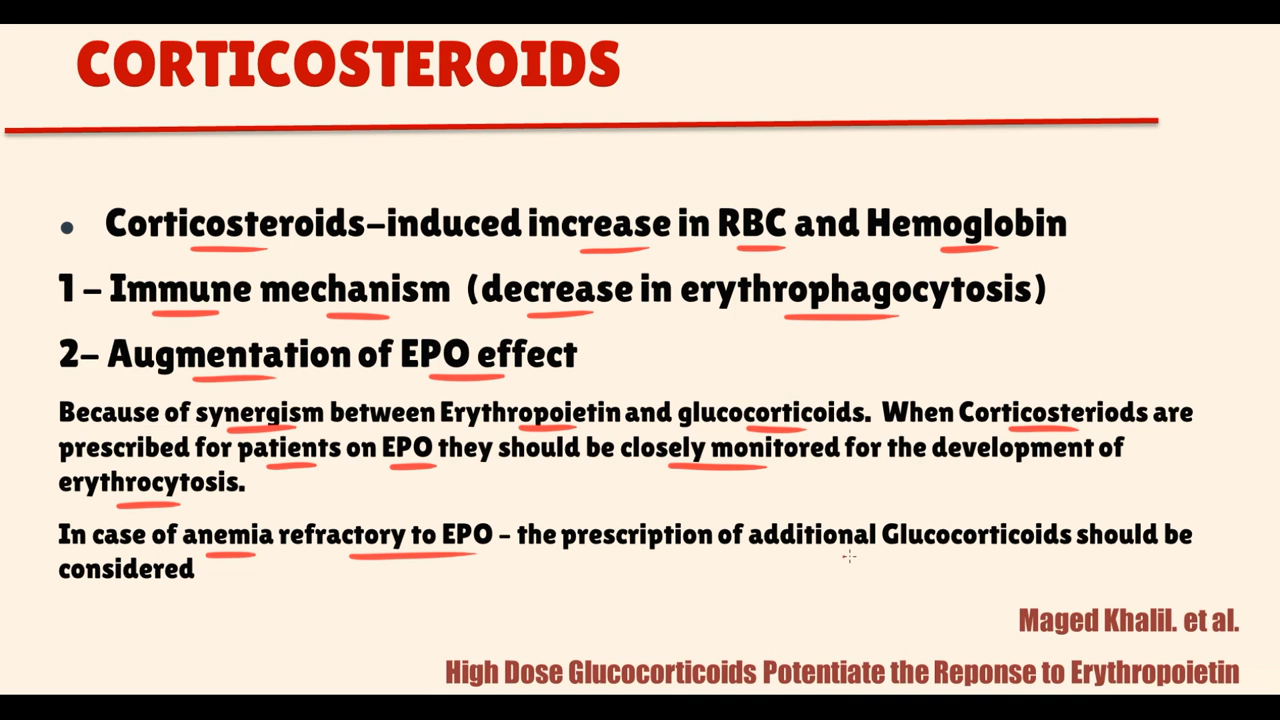 CORTICOSTEROIDS
• Corticosteroids-induced increase in RBC and Hemoglobin
1- Immune mechanism (decrease in erythrophagocytosis)
2- Augmentation of EPO effect
Because of synergism between Erythropoietin and glucocorticoids. When Corticosteriods are
prescribed for patients on EPO they should be closely monitored for the development of
erythrocytosis.
In case of anemia refractory to EPO - the prescription of additional Glucocorticoids should be
considered
Maged Khalil. et al.
High Dose Glucocorticoids Potentiate the Reponse to Erythropoietin